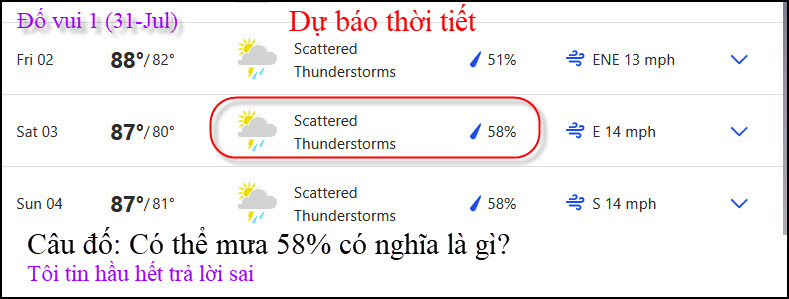 Đố vui 1 (31-Jul)
Dự báo thời tiết
Fri 02 88°/82° Scattered Thunderstorms 51% ENE 13 mph
Sat 03 87°/80° Scattered Thunderstorms 58% E 14 mph
Sun 04 87°/81° Scattered Thunderstorms 58% S 14 mph
Câu đố: Có thể mưa 58% có nghĩa là gì?
Tôi tin hầu hết trả lời sai